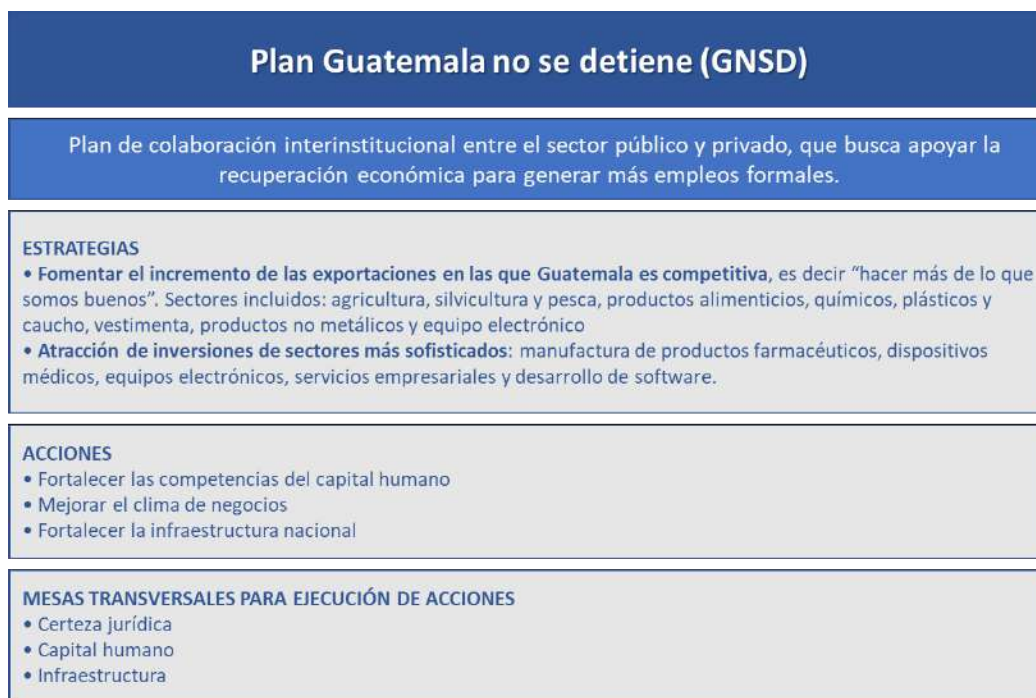 Plan Guatemala no se detiene (GNSD)
Plan de colaboración interinstitucional entre el sector público y privado, que busca apoyar la
recuperación económica para generar más empleos formales.
ESTRATEGIAS
• Fomentar el incremento de las exportaciones en las que Guatemala es competitiva, es decir “hacer más de lo que
somos buenos”. Sectores incluidos: agricultura, silvicultura y pesca, productos alimenticios, químicos, plásticos y
caucho, vestimenta, productos no metálicos y equipo electrónico
• Atracción de inversiones de sectores más sofisticados: manufactura de productos farmacéuticos, dispositivos
médicos, equipos electrónicos, servicios empresariales y desarrollo de software.
ACCIONES
• Fortalecer las competencias del capital humano
• Mejorar el clima de negocios
• Fortalecer la infraestructura nacional
MESAS TRANSVERSALES PARA EJECUCIÓN DE ACCIONES
• Certeza jurídica
• Capital humano
• Infraestructura